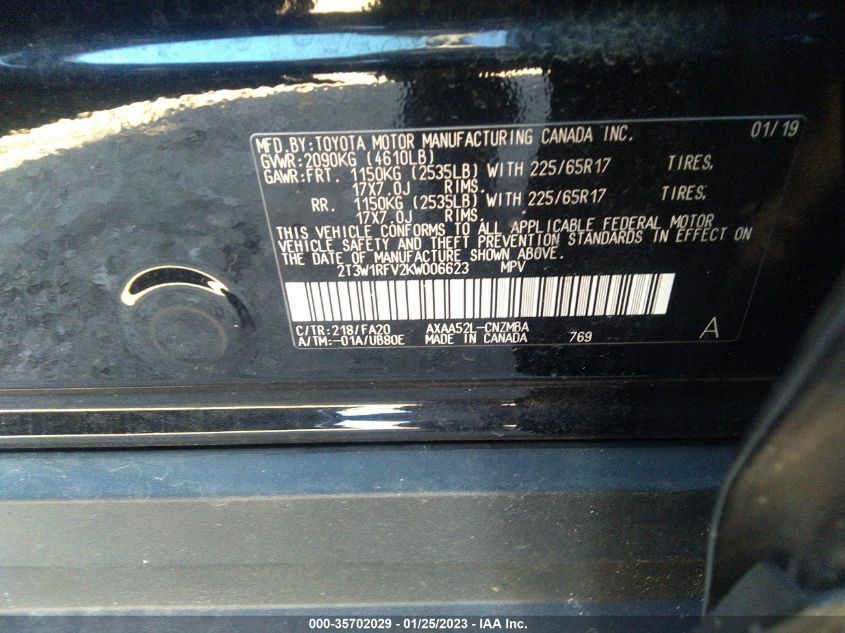 MFD.BY:TOYOTA MOTOR MANUFACTURING CANADA INC. 01/19
GVWR:2090KG (4610LB)
GAWR:FRT. 1150KG (2535LB) WITH 225/65R17 TIRES,
17X7.0J RIMS.
RR. 1150KG (2535LB) WITH 225/65R17 TIRES,
17X7.0J RIMS.
THIS VEHICLE CONFORMS TO ALL APPLICABLE FEDERAL MOTOR
VEHICLE SAFETY AND THEFT PREVENTION STANDARDS IN EFFECT ON
THE DATE OF MANUFACTURE SHOWN ABOVE.
2T3W1RFV2KW006623 MPV
C/TR:218/FA20 AXAA52L-CNZMBA A
A/TM:-01A/UB80E MADE IN CANADA 769
000-35702029 - 01/25/2023 - IAA Inc.